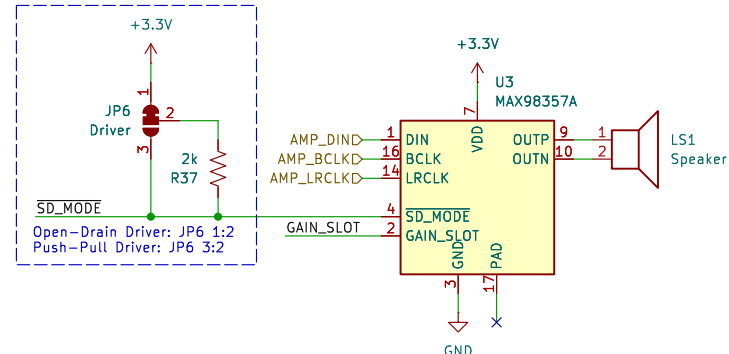 +3.3V
1
JP6
2
Driver
3
2k
R37
SD_MODE
Open-Drain Driver: JP6 1:2
Push-Pull Driver: JP6 3:2
+3.3V
U3
MAX98357A
7
VDD
AMP_DIN
1
DIN
AMP_BCLK
16
BCLK
AMP_LRCLK
14
LRCLK
4
SD_MODE
GAIN_SLOT
2
GAIN_SLOT
OUTP
9
1
OUTN
10
2
LS1
Speaker
GND
PAD
3
17
GND